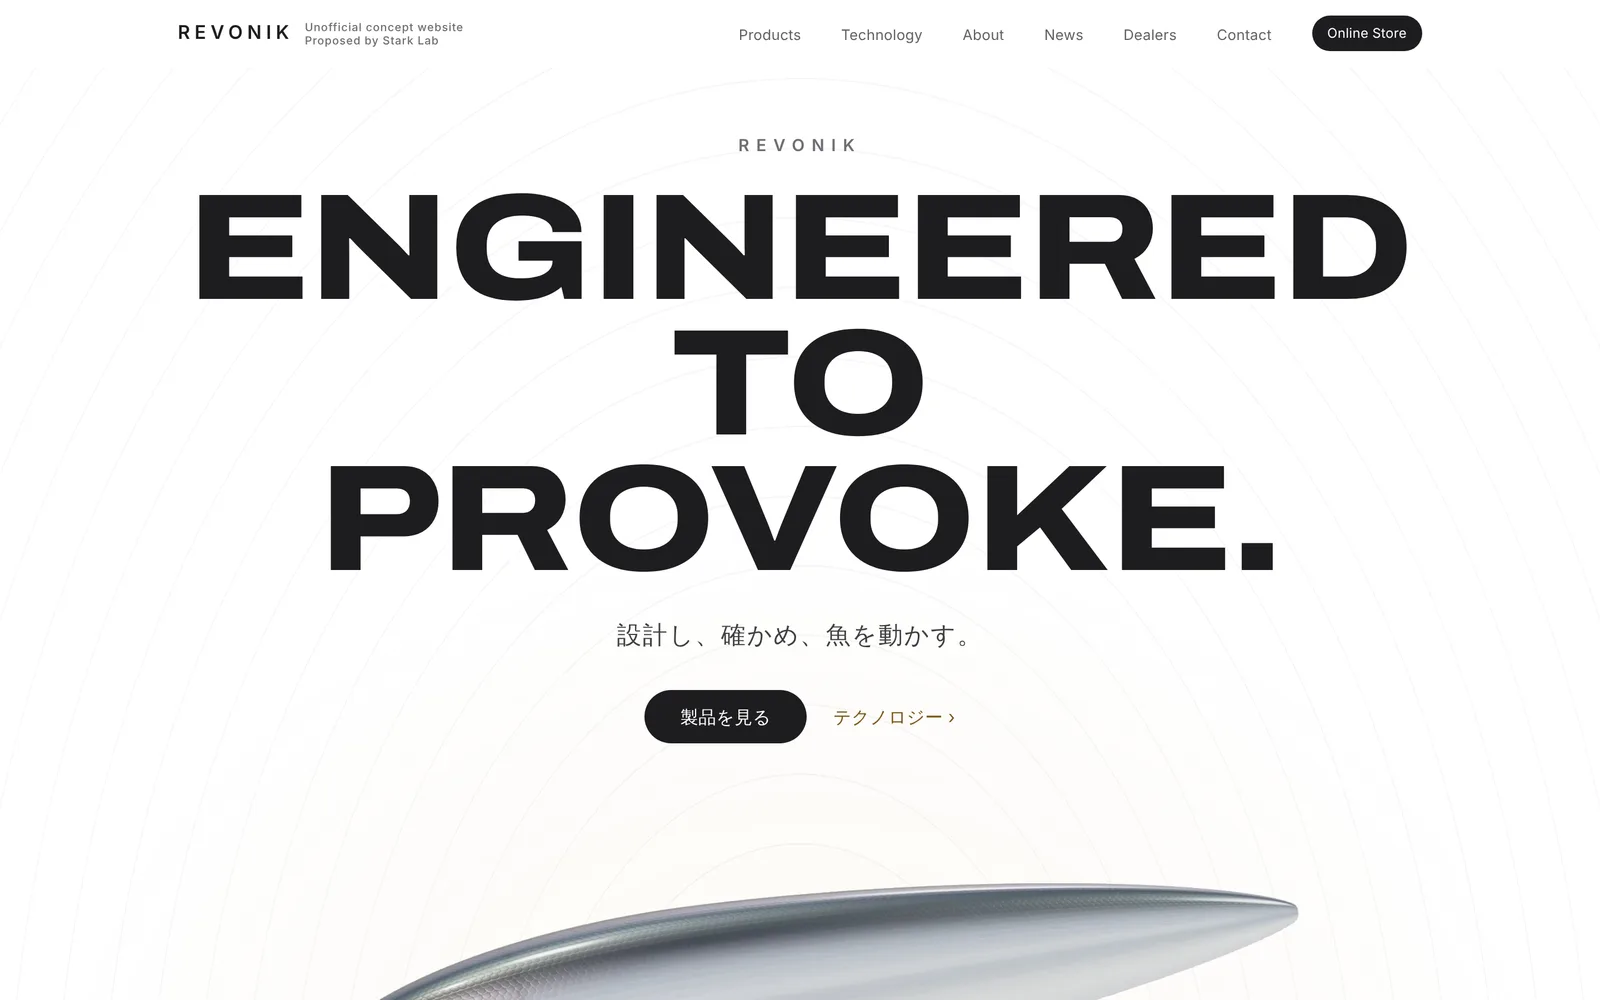 REVONIK
Unofficial concept website
Proposed by Stark Lab
Products
Technology
About
News
Dealers
Contact
Online Store
REVONIK
ENGINEERED
TO
PROVOKE.
設計し、確かめ、魚を動かす。
製品を見る
テクノロジー ›